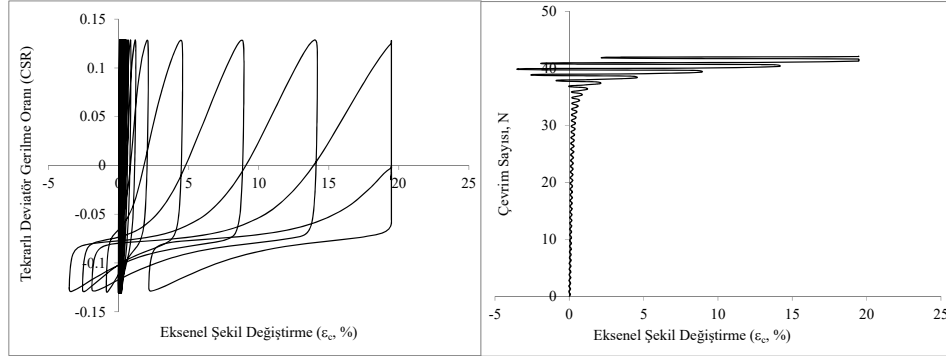 0.15
0.1
0.05
0
-0.05
-0.1
-0.15
-5 0 5 10 15 20 25
Tekrarlı Deviatör Gerilme Oranı (CSR)
Eksenel Şekil Değiştirme (εc, %)
50
40
30
20
10
0
-5 0 5 10 15 20 25
Çevrim Sayısı, N
Eksenel Şekil Değiştirme (εc, %)